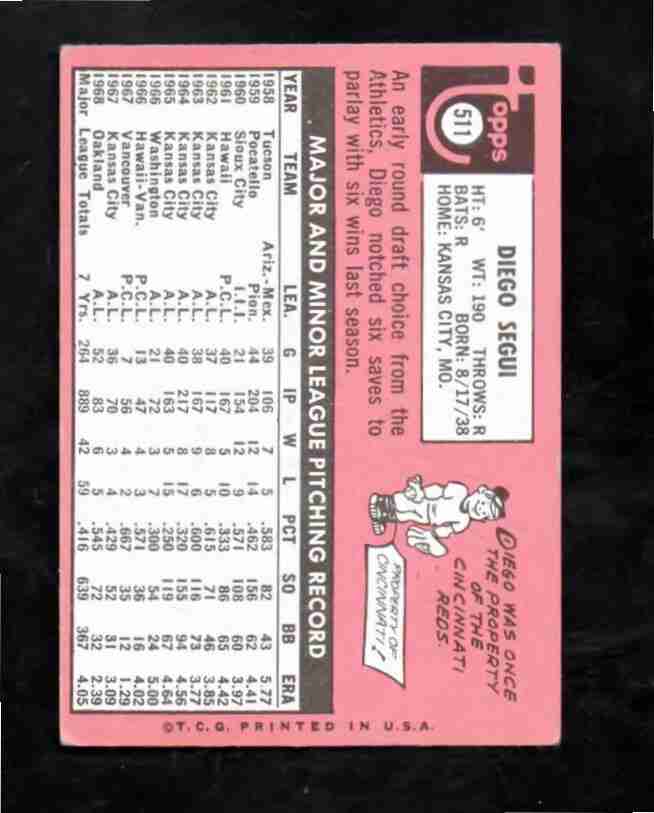 Topps
511
DIEGO SEGUI
HT: 6' WT: 190 THROWS: R
BATS: R BORN: 8/17/38
HOME: KANSAS CITY, MO.
An early round draft choice from the
Athletics, Diego notched six saves to
parlay with six wins last season.
DIEGO WAS ONCE
THE PROPERTY
OF THE
CINCINNATI
REDS.
PROPERTY OF
CINCINNATI!
MAJOR AND MINOR LEAGUE PITCHING RECORD
YEAR TEAM LEA. G IP W L PCT SO BB ERA
1958 Tucson Ariz.-Mex. 39 106 7 5 .583 82 43 5.77
1959 Pocatello Pion. 44 204 12 14 .462 156 62 4.41
1960 Sioux City I.I.I. 21 154 12 9 .571 108 60 3.97
1961 Hawaii P.C.L. 40 167 5 10 .333 86 65 4.42
1962 Kansas City A.L. 37 117 8 5 .615 71 46 3.85
1963 Kansas City A.L. 38 167 9 6 .600 116 73 3.77
1964 Kansas City A.L. 40 217 8 17 .320 155 94 4.56
1965 Kansas City A.L. 40 163 5 15 .250 119 67 4.64
1966 Washington A.L. 21 72 3 7 .300 54 24 5.00
1966 Hawaii-Van. P.C.L. 13 47 4 3 .571 36 16 4.02
1967 Vancouver P.C.L. 7 56 4 2 .667 35 12 1.29
1967 Kansas City A.L. 36 70 3 4 .429 52 31 3.09
1968 Oakland A.L. 52 83 6 5 .545 72 32 2.39
Major League Totals 7 Yrs. 264 889 42 59 .416 639 367 4.05
©T.C.G. PRINTED IN U.S.A.